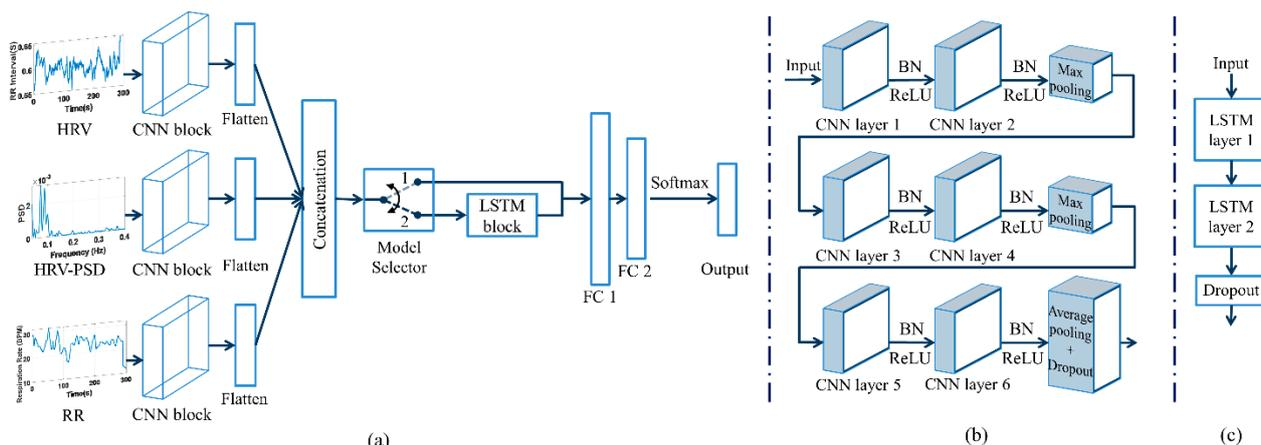 RR Interval(S)
0.65
0.6
0.55
0
100
200
300
Time(s)
HRV
CNN block
Flatten
×10⁻³
PSD
2
0
0.1
0.2
0.3
0.4
Frequency (Hz)
HRV-PSD
CNN block
Flatten
Respiration Rate (BPM)
30
20
10
0
100
200
300
Time(s)
RR
CNN block
Flatten
Concatenation
1
2
Model
Selector
LSTM
block
FC 1
FC 2
Softmax
Output
(a)
Input
BN
ReLU
BN
ReLU
Max
pooling
CNN layer 1
CNN layer 2
BN
ReLU
BN
ReLU
Max
pooling
CNN layer 3
CNN layer 4
BN
ReLU
BN
ReLU
Average
pooling
+
Dropout
CNN layer 5
CNN layer 6
(b)
Input
LSTM
layer 1
LSTM
layer 2
Dropout
(c)